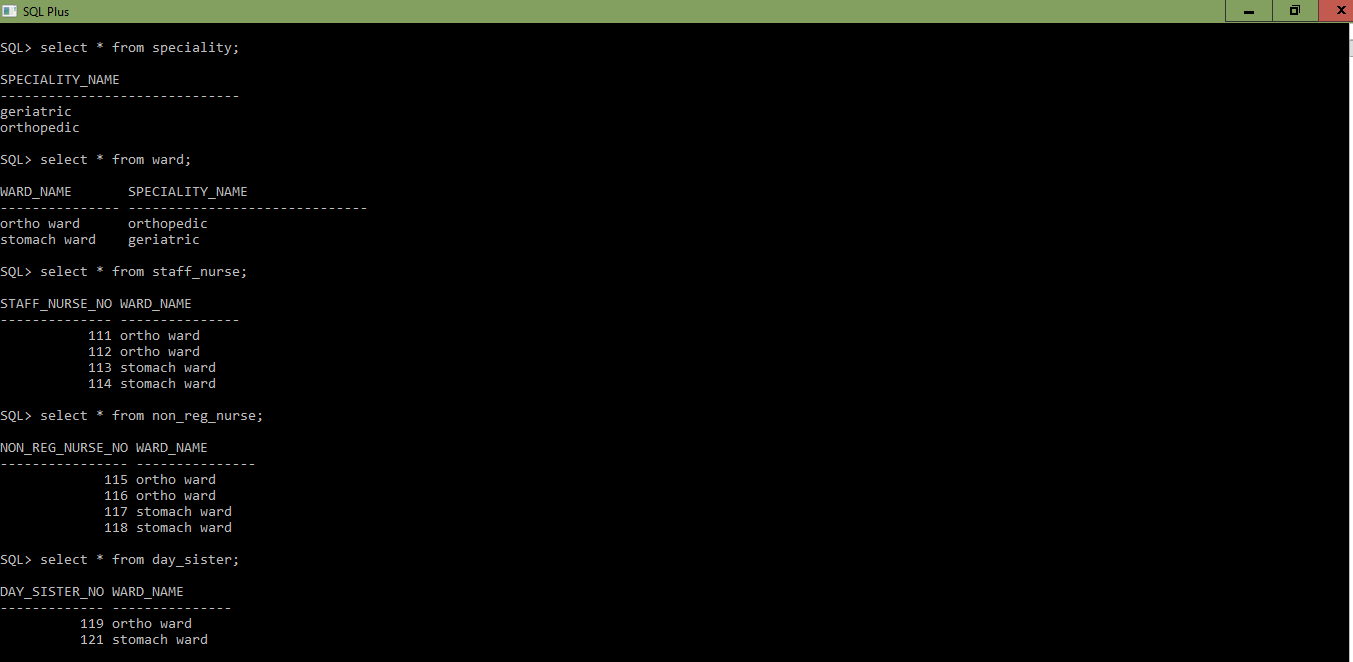 SQL Plus
SQL> select * from speciality;
SPECIALITY_NAME
------------------------------
geriatric
orthopedic
SQL> select * from ward;
WARD_NAME       SPECIALITY_NAME
--------------- ------------------------------
ortho ward      orthopedic
stomach ward    geriatric
SQL> select * from staff_nurse;
STAFF_NURSE_NO WARD_NAME
-------------- ---------------
           111 ortho ward
           112 ortho ward
           113 stomach ward
           114 stomach ward
SQL> select * from non_reg_nurse;
NON_REG_NURSE_NO WARD_NAME
---------------- ---------------
             115 ortho ward
             116 ortho ward
             117 stomach ward
             118 stomach ward
SQL> select * from day_sister;
DAY_SISTER_NO WARD_NAME
------------- ---------------
          119 ortho ward
          121 stomach ward